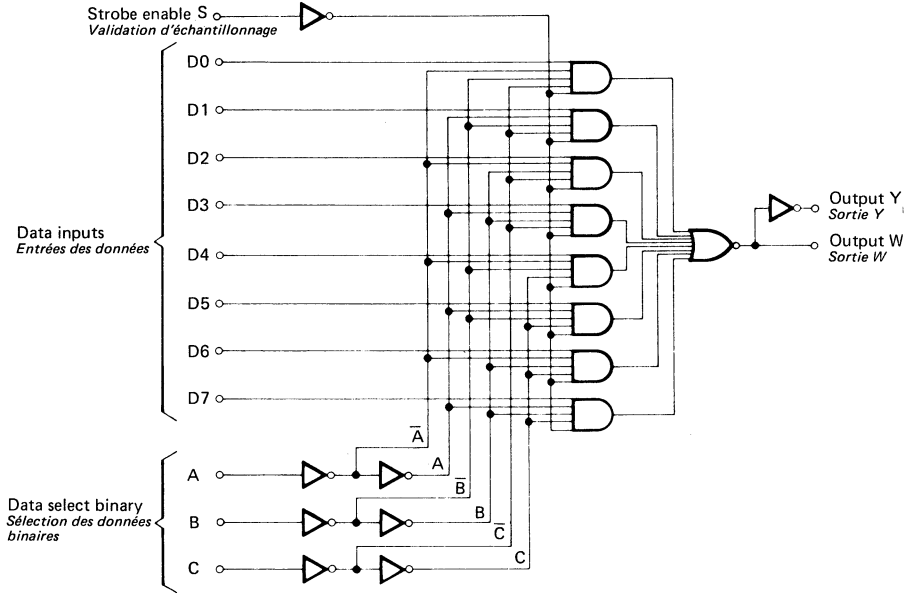 Strobe enable S
Validation d'échantillonnage
D0
D1
D2
D3
D4
D5
D6
D7
Data inputs
Entrées des données
Output Y
Sortie Y
Output W
Sortie W
A
B
C
Data select binary
Sélection des données
binaires
A̅
A
B̅
B
C̅
C